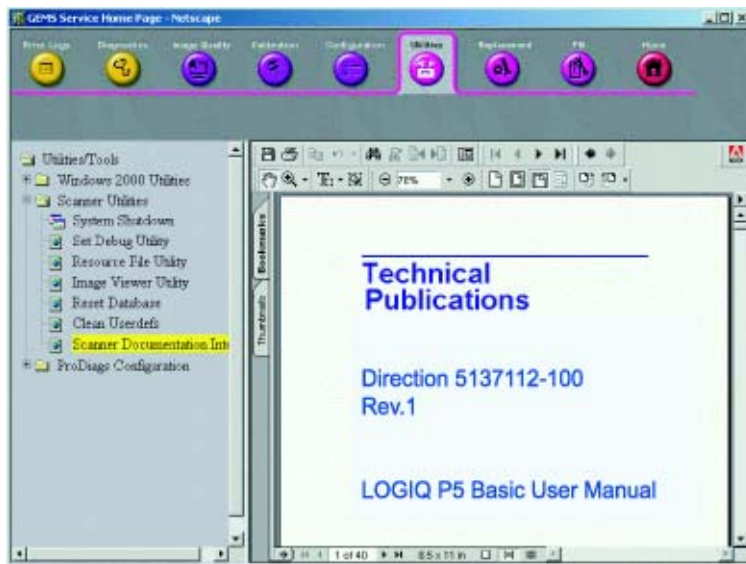 GEMS Service Home Page - Netscape
Error Logs Diagnostics Image Quality Calibration Configuration Utilities Replacement PM Home
Utilities/Tools
Windows 2000 Utilities
Scanner Utilities
System Shutdown
Set Debug Utility
Resource File Utility
Image Viewer Utility
Reset Database
Clean Userdefs
Scanner Documentation Inte
ProDiags Configuration
78%
Bookmarks
Thumbnails
Technical
Publications
Direction 5137112-100
Rev.1
LOGIQ P5 Basic User Manual
1 of 40
8.5 x 11 in